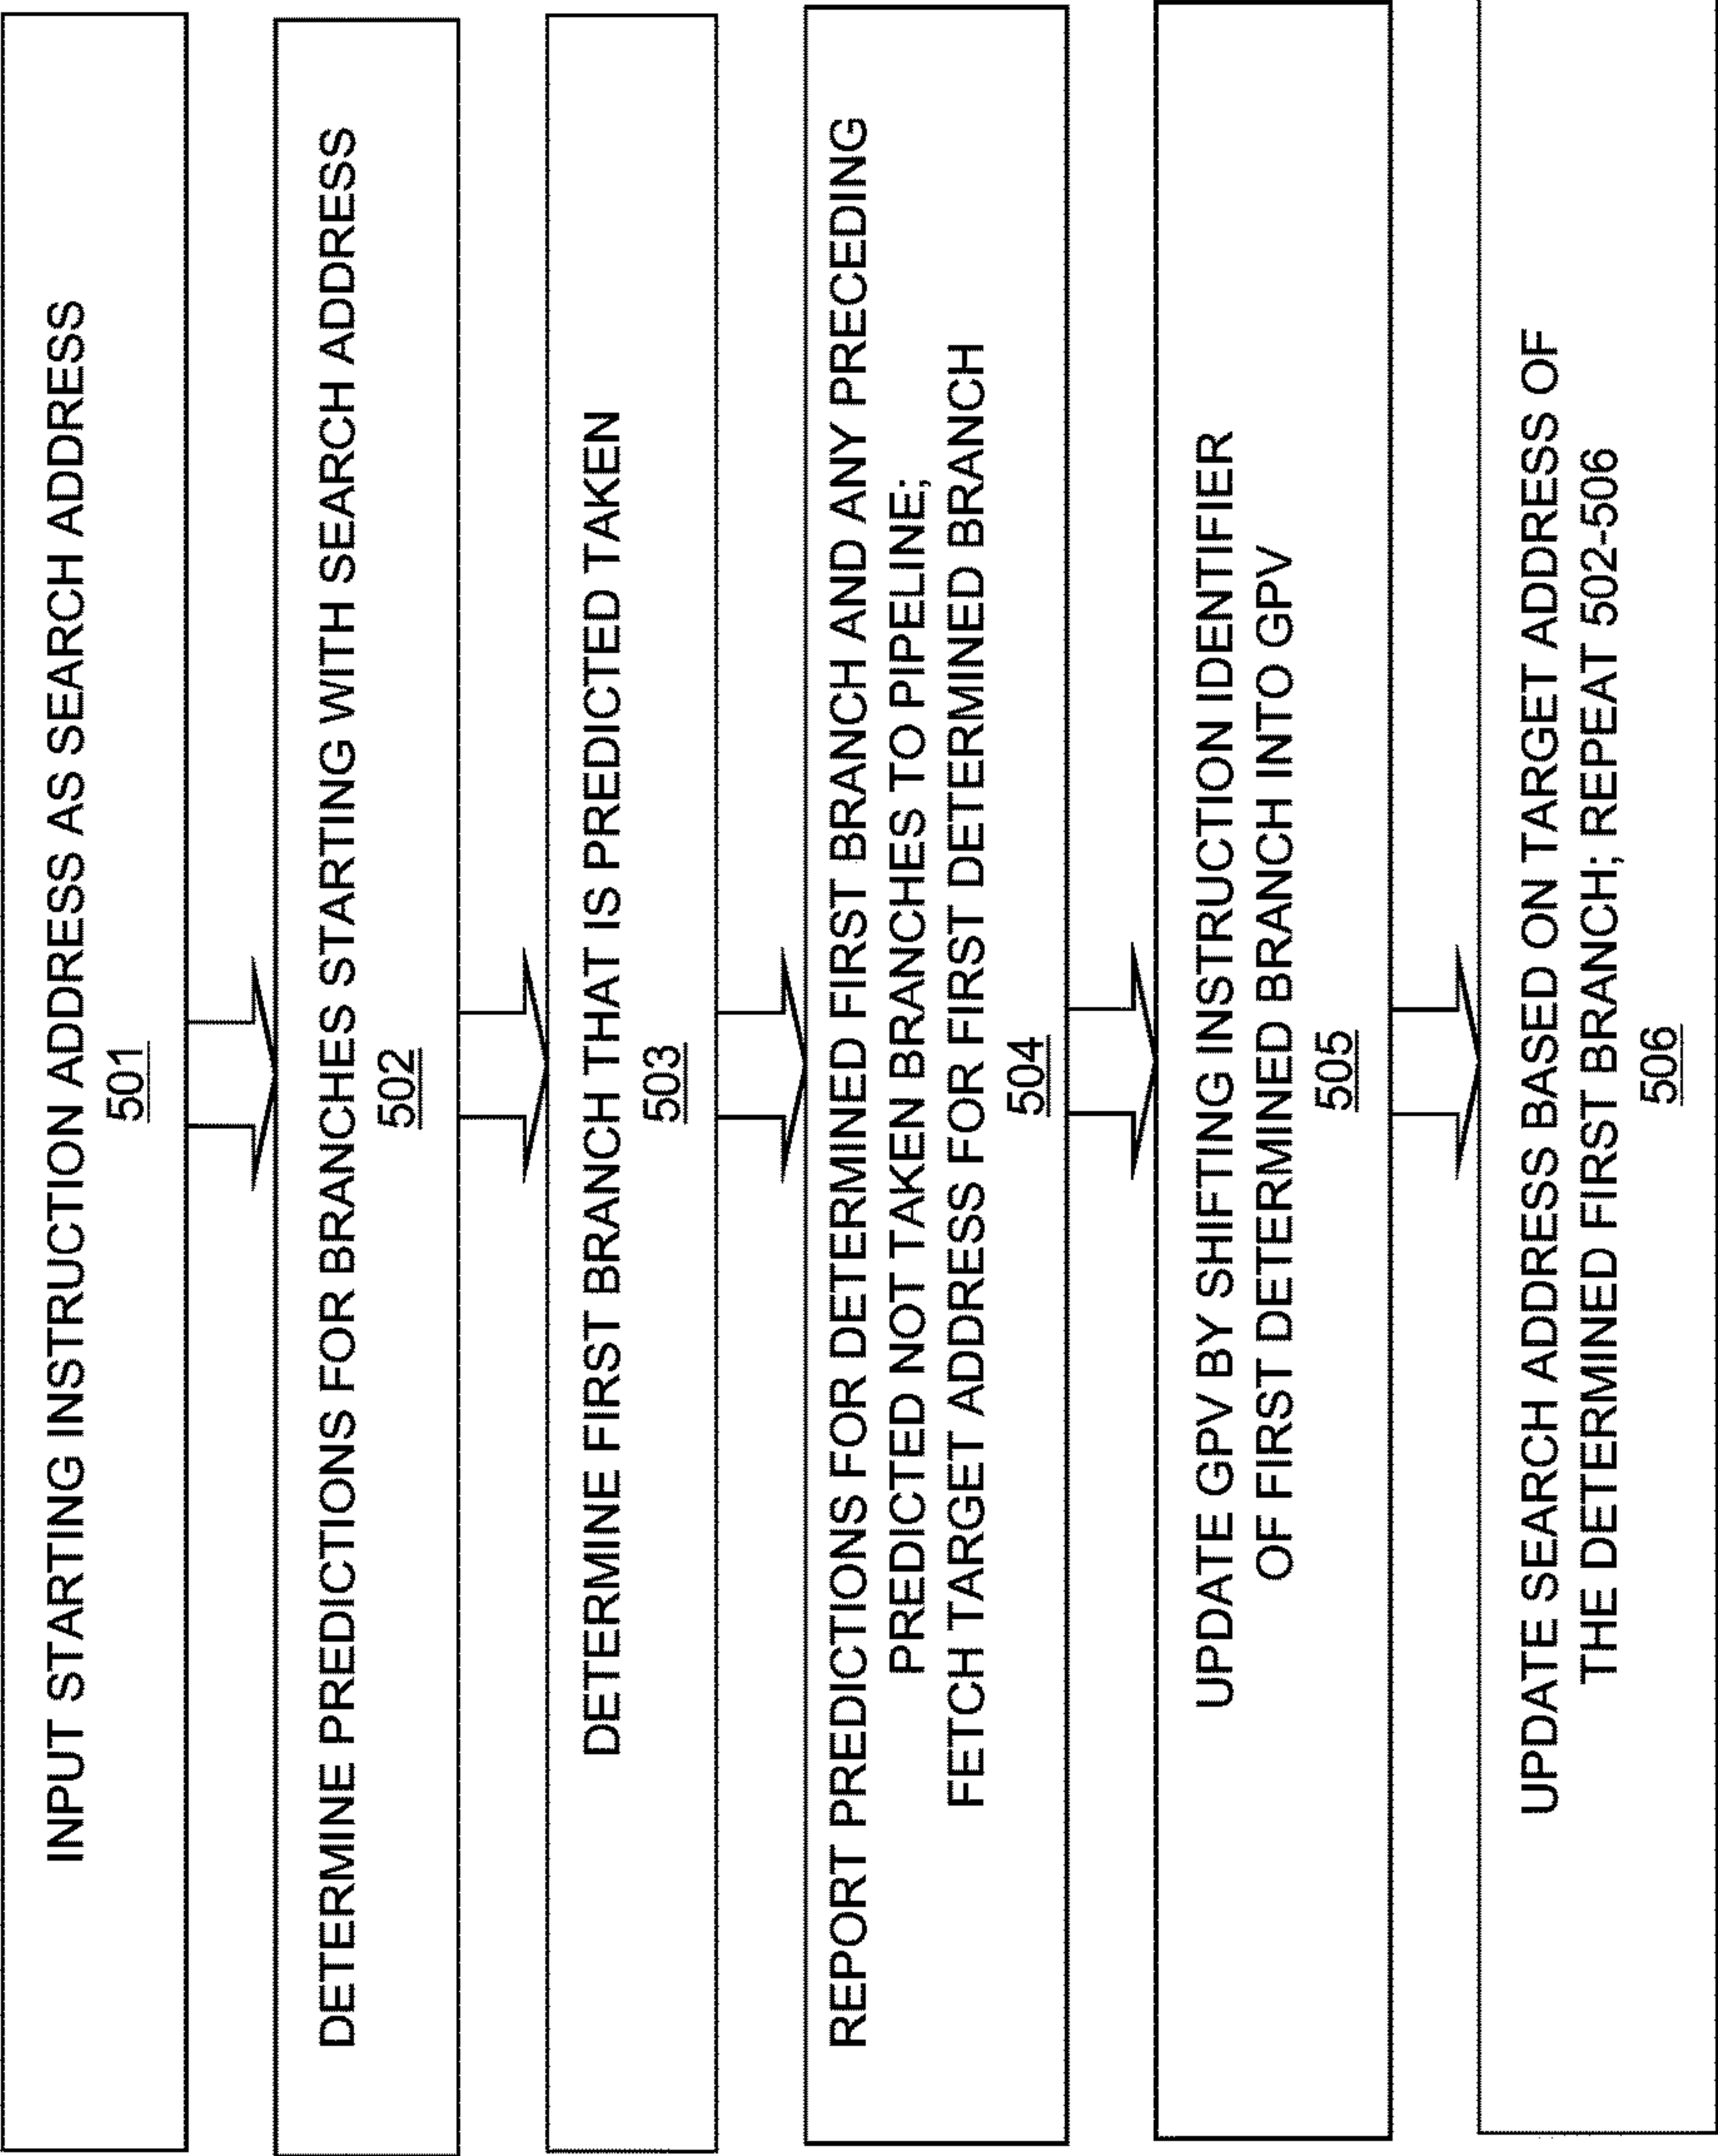 INPUT STARTING INSTRUCTION ADDRESS AS SEARCH ADDRESS
501
DETERMINE PREDICTIONS FOR BRANCHES STARTING WITH SEARCH ADDRESS
502
DETERMINE FIRST BRANCH THAT IS PREDICTED TAKEN
503
REPORT PREDICTIONS FOR DETERMINED FIRST BRANCH AND ANY PRECEDING
PREDICTED NOT TAKEN BRANCHES TO PIPELINE;
FETCH TARGET ADDRESS FOR FIRST DETERMINED BRANCH
504
UPDATE GPV BY SHIFTING INSTRUCTION IDENTIFIER
OF FIRST DETERMINED BRANCH INTO GPV
505
UPDATE SEARCH ADDRESS BASED ON TARGET ADDRESS OF
THE DETERMINED FIRST BRANCH; REPEAT 502-506
506